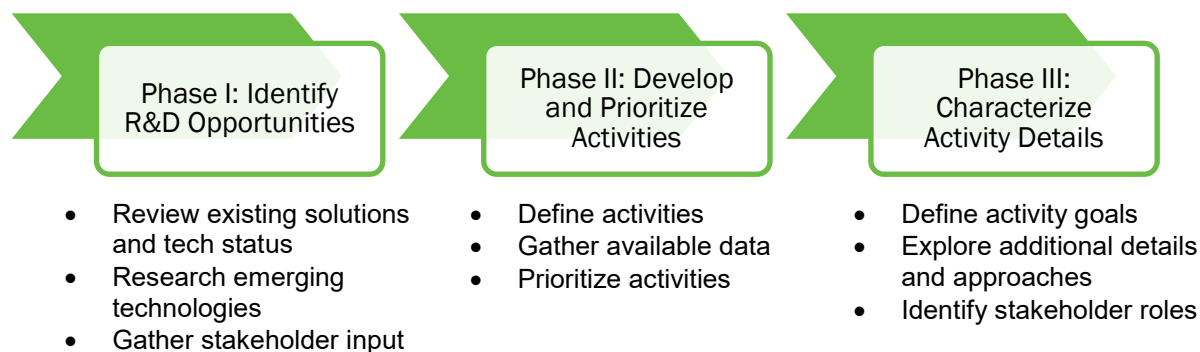 Phase I: Identify
R&D Opportunities
• Review existing solutions
and tech status
• Research emerging
technologies
• Gather stakeholder input
Phase II: Develop
and Prioritize
Activities
• Define activities
• Gather available data
• Prioritize activities
Phase III:
Characterize
Activity Details
• Define activity goals
• Explore additional details
and approaches
• Identify stakeholder roles